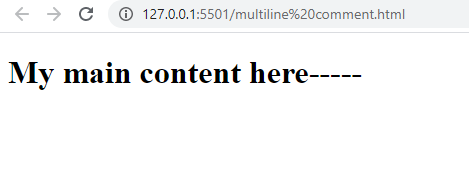 127.0.0.1:5501/multiline%20comment.html
My main content here-----